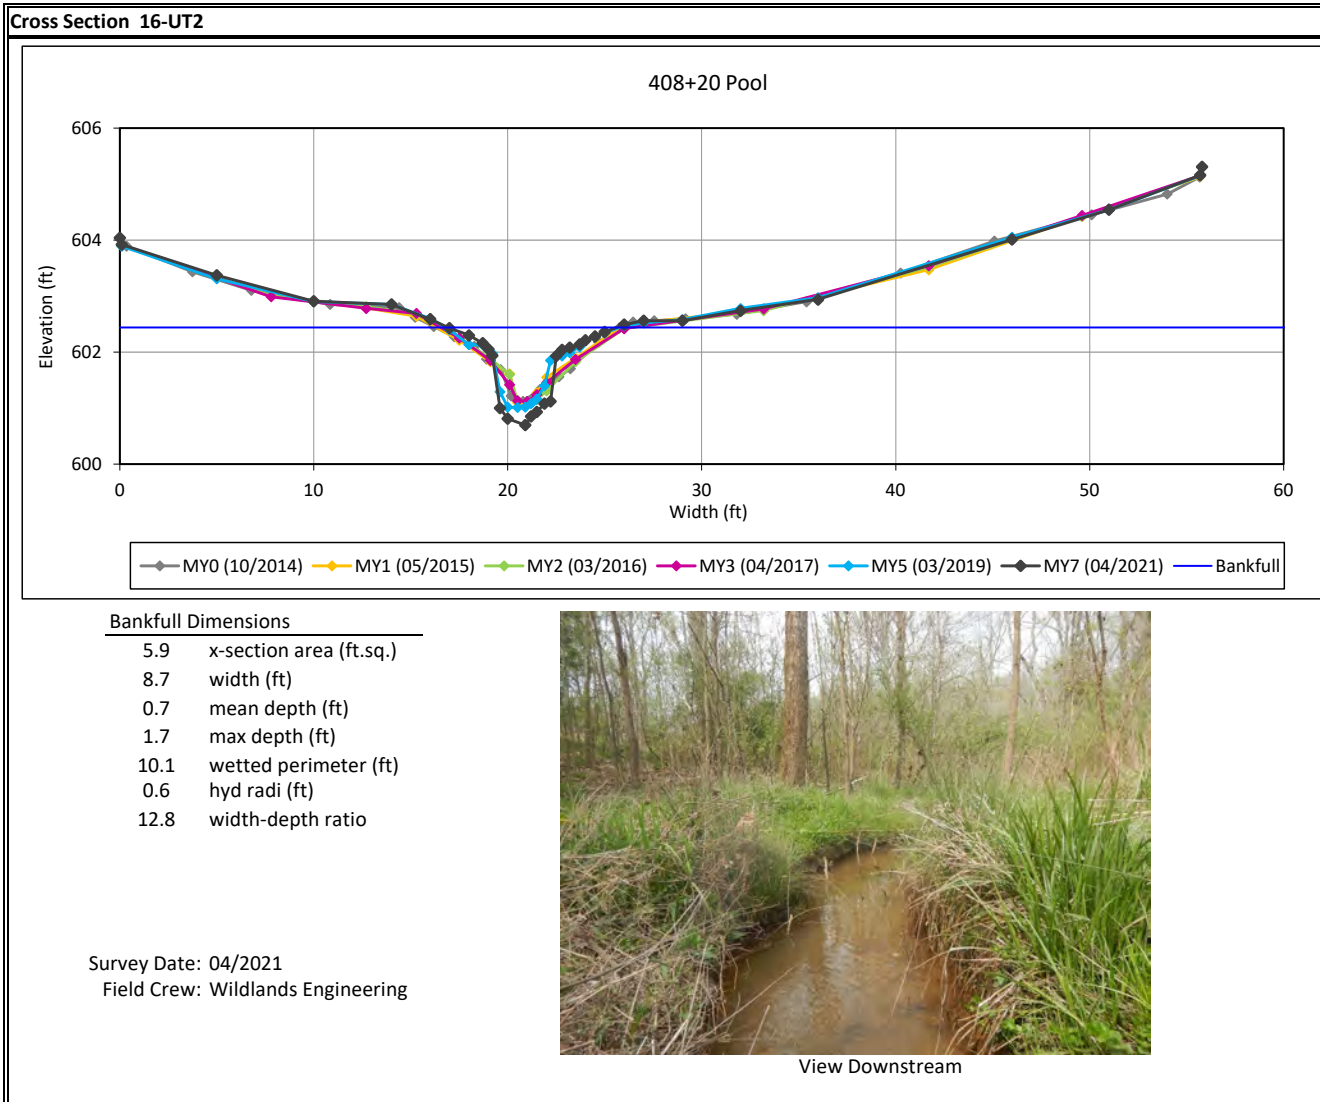 Cross Section 16-UT2
408+20 Pool
606
604
602
600
Elevation (ft)
0 10 20 30 40 50 60
Width (ft)
MY0 (10/2014) MY1 (05/2015) MY2 (03/2016) MY3 (04/2017) MY5 (03/2019) MY7 (04/2021) Bankfull
Bankfull Dimensions
5.9 x-section area (ft.sq.)
8.7 width (ft)
0.7 mean depth (ft)
1.7 max depth (ft)
10.1 wetted perimeter (ft)
0.6 hyd radi (ft)
12.8 width-depth ratio
Survey Date: 04/2021
Field Crew: Wildlands Engineering
View Downstream